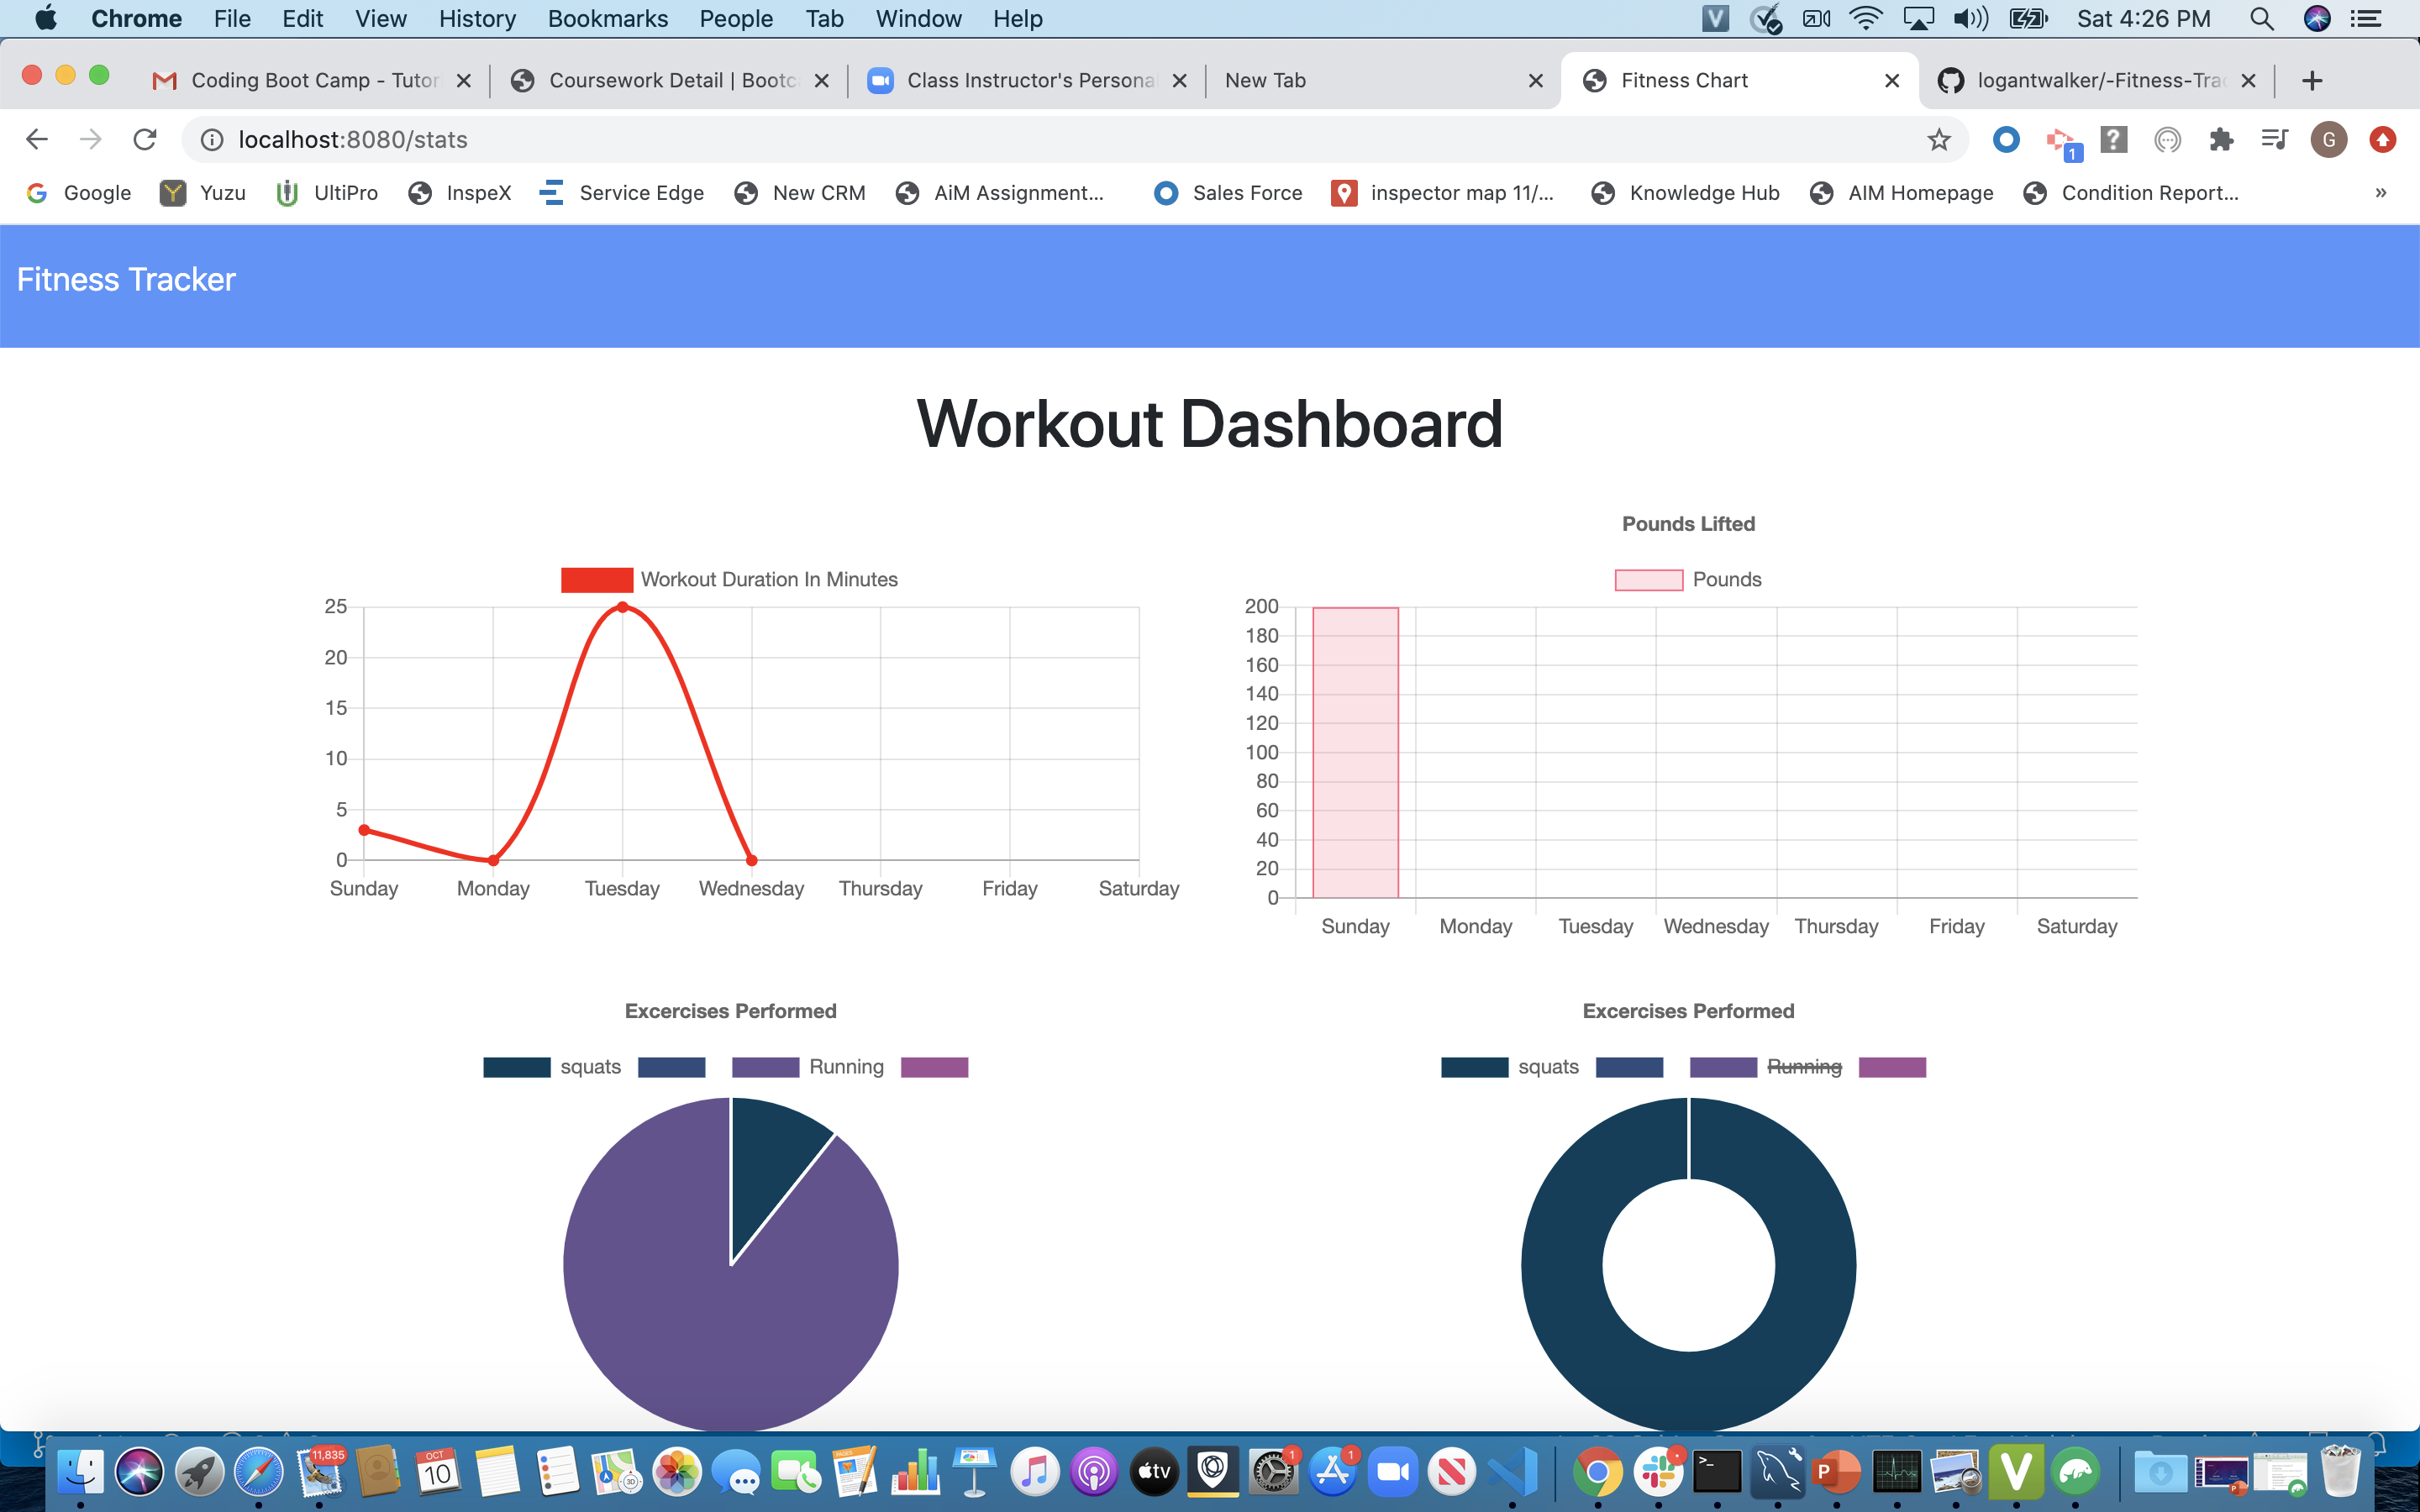 Chrome File Edit View History Bookmarks People Tab Window Help Sat 4:26 PM
Coding Boot Camp - Tutor Coursework Detail | Bootc Class Instructor's Persona New Tab Fitness Chart logantwalker/-Fitness-Tra
localhost:8080/stats 1 G
Google Yuzu UltiPro InspeX Service Edge New CRM AiM Assignment... Sales Force inspector map 11/... Knowledge Hub AIM Homepage Condition Report... »
Fitness Tracker
Workout Dashboard
Workout Duration In Minutes
25
20
15
10
5
0
Sunday Monday Tuesday Wednesday Thursday Friday Saturday
Pounds Lifted
Pounds
200
180
160
140
120
100
80
60
40
20
0
Sunday Monday Tuesday Wednesday Thursday Friday Saturday
Excercises Performed
squats Running
Excercises Performed
squats Running
11,835 OCT 10 PAGES 3D tv 1 1 P V